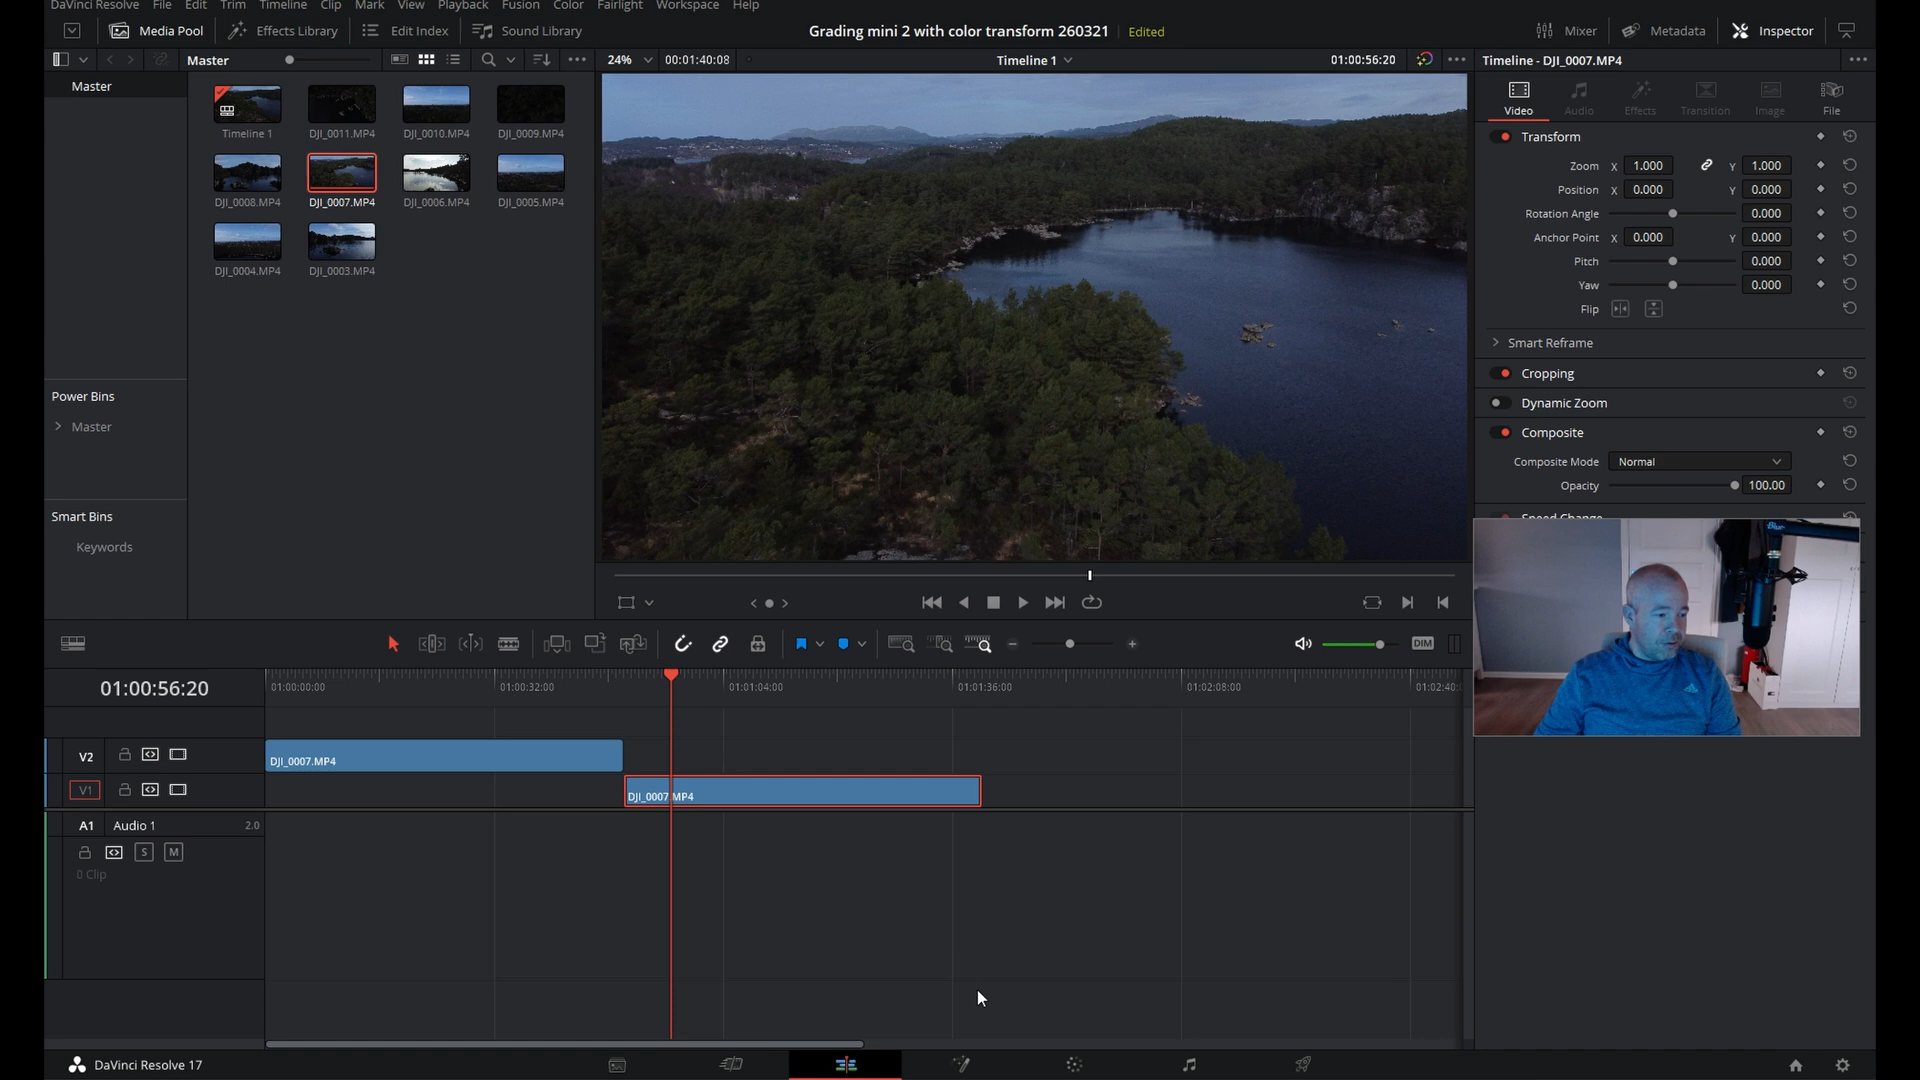 DaVinci Resolve File Edit Trim Timeline Clip Mark View Playback Fusion Color Fairlight Workspace Help
Media Pool Effects Library Edit Index Sound Library Grading mini 2 with color transform 260321 Edited Mixer Metadata Inspector
Master 24% 00:01:40:08 Timeline 1 01:00:56:20 Timeline - DJI_0007.MP4
Master
Timeline 1 DJI_0011.MP4 DJI_0010.MP4 DJI_0009.MP4
DJI_0008.MP4 DJI_0007.MP4 DJI_0006.MP4 DJI_0005.MP4
DJI_0004.MP4 DJI_0003.MP4
Power Bins
Master
Smart Bins
Keywords
Video Audio Effects Transition Image File
Transform
Zoom X 1.000 Y 1.000
Position X 0.000 Y 0.000
Rotation Angle 0.000
Anchor Point X 0.000 Y 0.000
Pitch 0.000
Yaw 0.000
Flip
Smart Reframe
Cropping
Dynamic Zoom
Composite
Composite Mode Normal
Opacity 100.00
Speed Change
DIM
01:00:56:20 01:00:00:00 01:00:32:00 01:01:04:00 01:01:36:00 01:02:08:00 01:02:40:
V2 DJI_0007.MP4
V1 DJI_0007.MP4
A1 Audio 1 2.0
S M
0 Clip
DaVinci Resolve 17